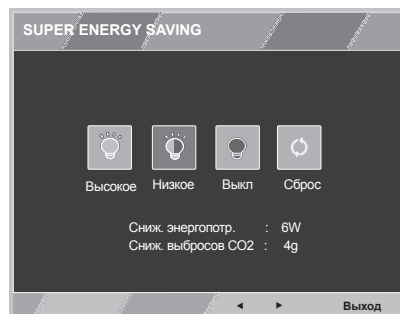 SUPER ENERGY SAVING
Высокое Низкое Выкл Сброс
Сниж. энергопотр. : 6W
Сниж. выбросов CO2 : 4g
◄ ► Выход